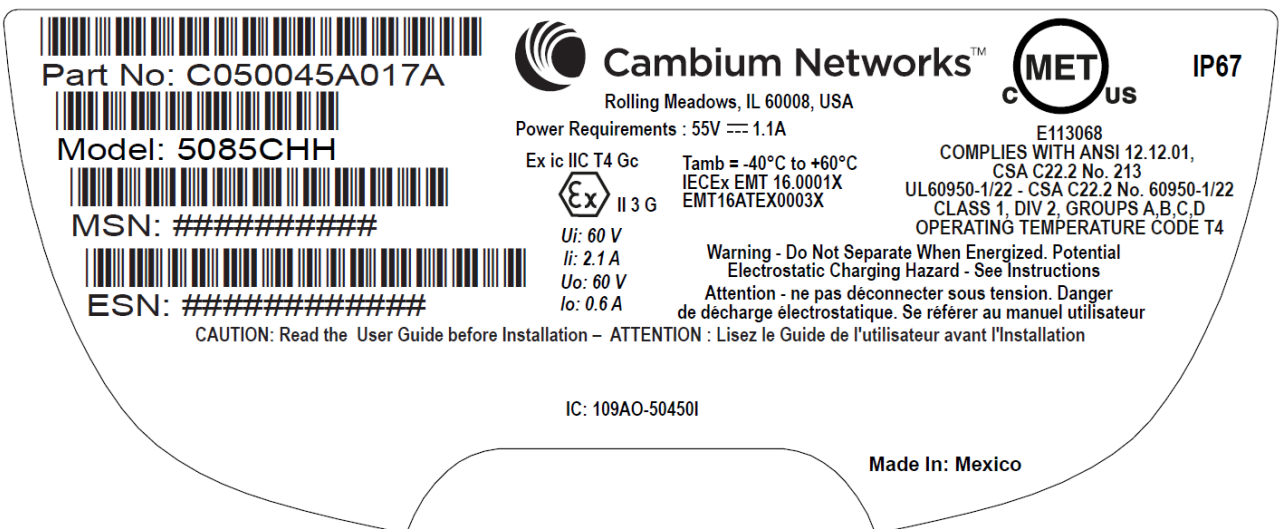 Part No: C050045A017A
Model: 5085CHH
MSN: ###########
ESN: #############
Cambium Networks™
Rolling Meadows, IL 60008, USA
Power Requirements : 55V ⎓ 1.1A
Ex ic IIC T4 Gc
Ex II 3 G
Ui: 60 V
Ii: 2.1 A
Uo: 60 V
Io: 0.6 A
Tamb = -40°C to +60°C
IECEx EMT 16.0001X
EMT16ATEX0003X
C MET US
IP67
E113068
COMPLIES WITH ANSI 12.12.01,
CSA C22.2 No. 213
UL60950-1/22 - CSA C22.2 No. 60950-1/22
CLASS 1, DIV 2, GROUPS A,B,C,D
OPERATING TEMPERATURE CODE T4
Warning - Do Not Separate When Energized. Potential
Electrostatic Charging Hazard - See Instructions
Attention - ne pas déconnecter sous tension. Danger
de décharge électrostatique. Se référer au manuel utilisateur
CAUTION: Read the User Guide before Installation – ATTENTION : Lisez le Guide de l'utilisateur avant l'Installation
IC: 109AO-50450I
Made In: Mexico